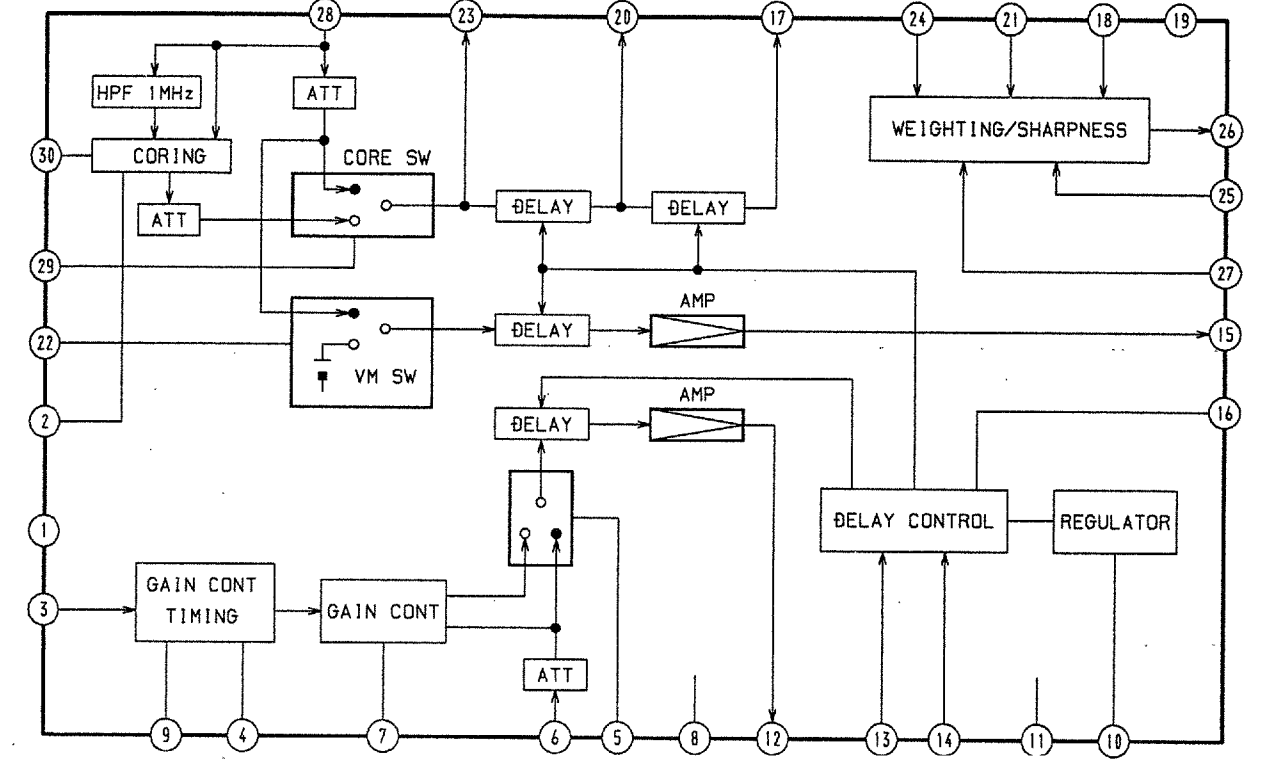 28
23
20
17
24
21
18
19
HPF 1MHz
ATT
WEIGHTING/SHARPNESS
26
30
CORING
CORE SW
25
ATT
DELAY
DELAY
29
27
AMP
22
DELAY
15
VM SW
AMP
2
DELAY
16
1
DELAY CONTROL
REGULATOR
3
GAIN CONT
TIMING
GAIN CONT
ATT
9
4
7
6
5
8
12
13
14
11
10